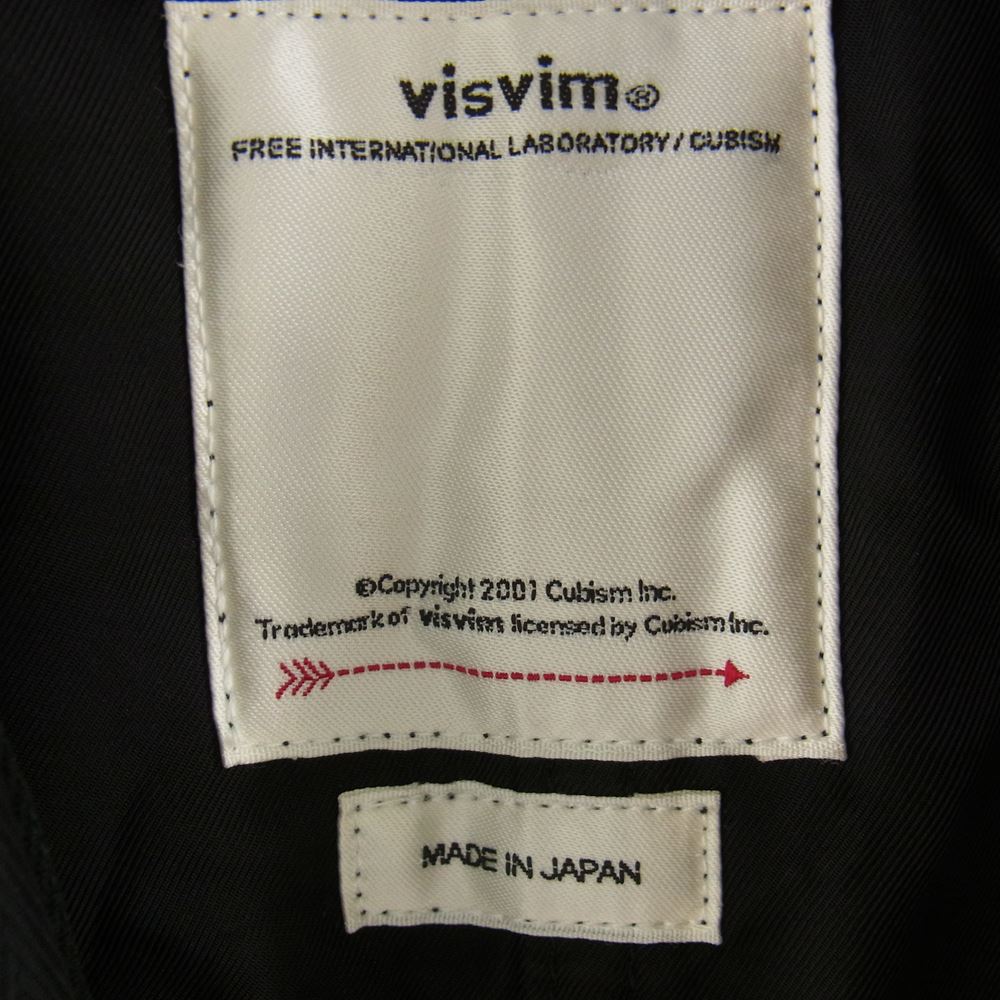 visvim®
FREE INTERNATIONAL LABORATORY / CUBISM
©Copyright 2001 Cubism Inc.
Trademark of visvim licensed by Cubism Inc.
MADE IN JAPAN